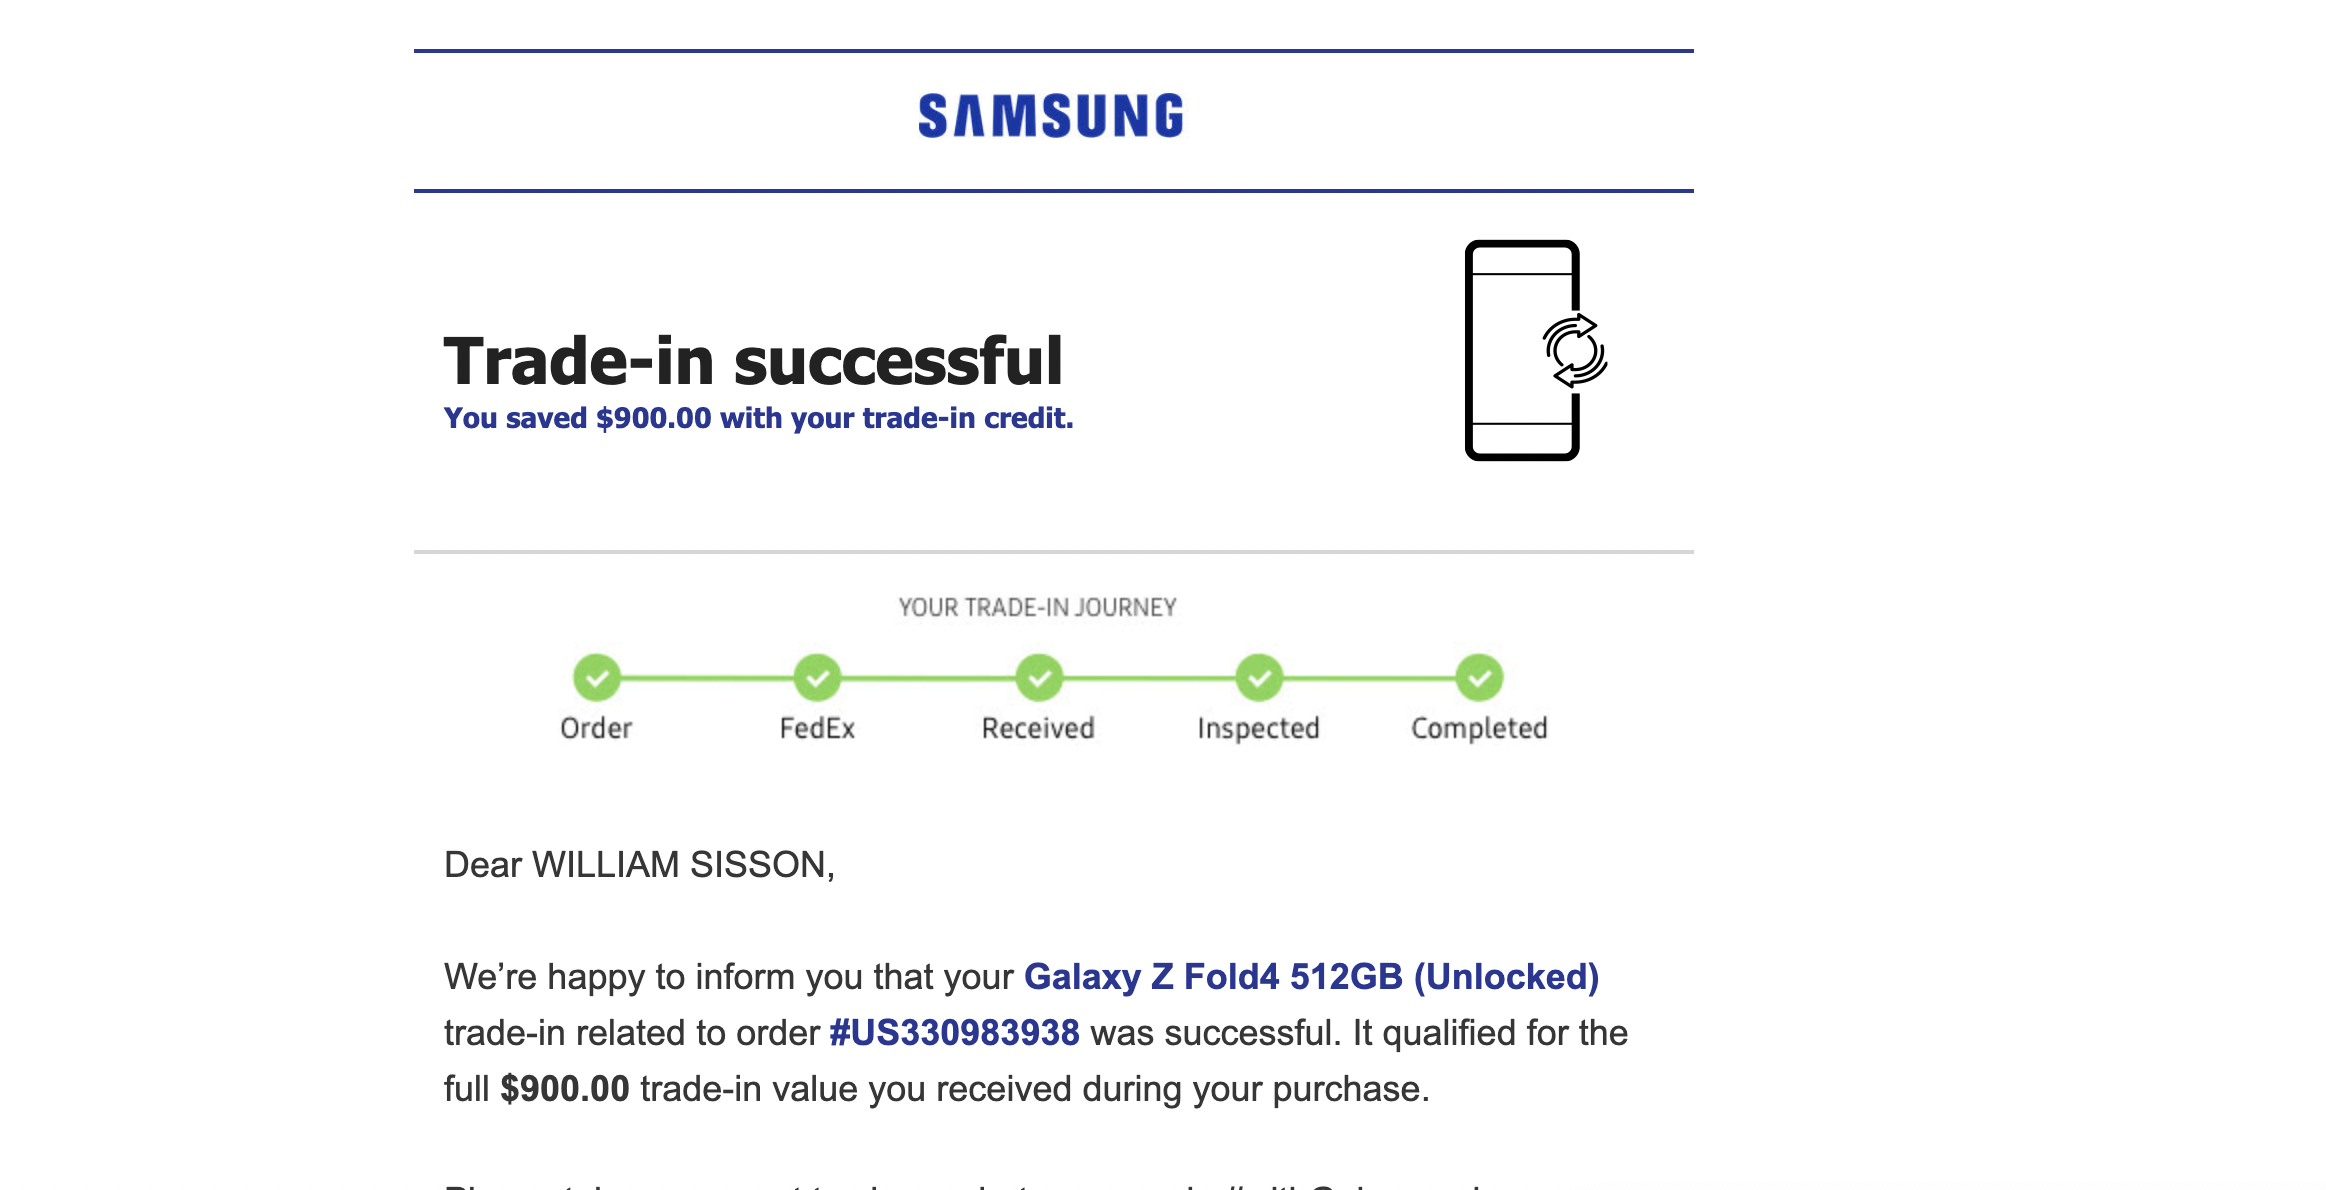 SAMSUNG
Trade-in successful
You saved $900.00 with your trade-in credit.
YOUR TRADE-IN JOURNEY
Order FedEx Received Inspected Completed
Dear WILLIAM SISSON,
We’re happy to inform you that your Galaxy Z Fold4 512GB (Unlocked)
trade-in related to order #US330983938 was successful. It qualified for the
full $900.00 trade-in value you received during your purchase.